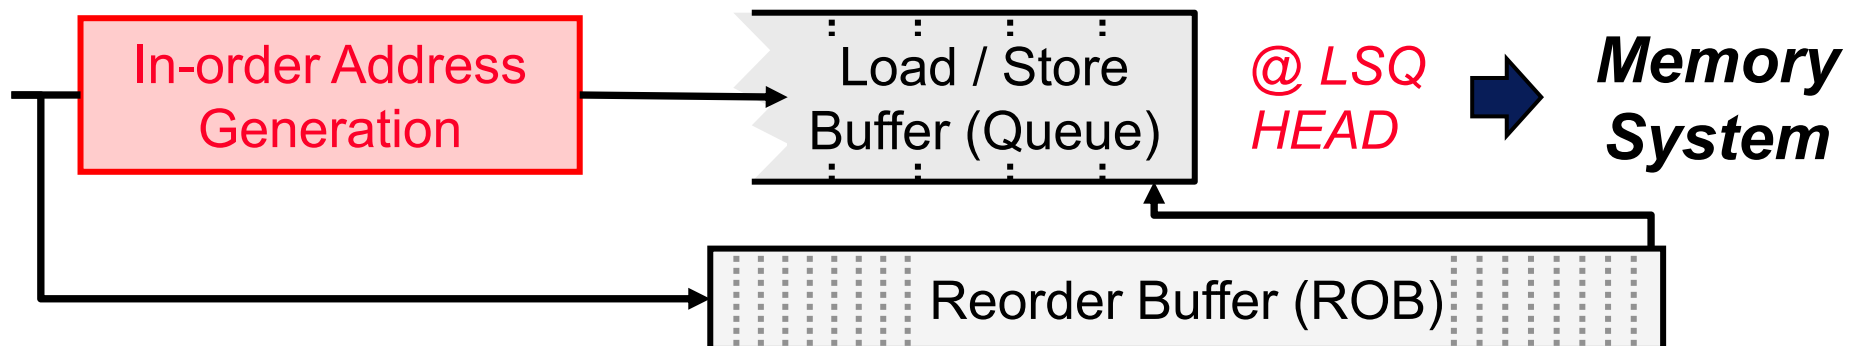 In-order Address
Generation
Load / Store
Buffer (Queue)
@ LSQ
HEAD
Memory
System
Reorder Buffer (ROB)